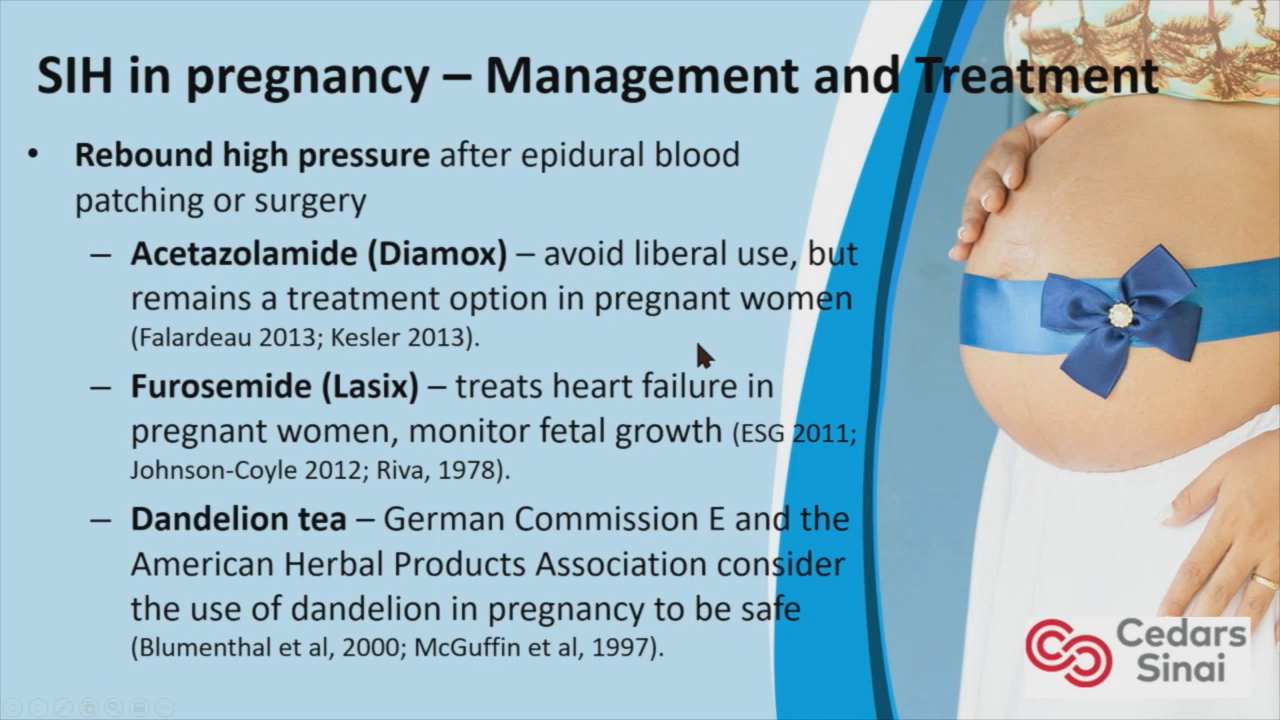 SIH in pregnancy – Management and Treatment
• Rebound high pressure after epidural blood
patching or surgery
– Acetazolamide (Diamox) – avoid liberal use, but
remains a treatment option in pregnant women
(Falardeau 2013; Kesler 2013).
– Furosemide (Lasix) – treats heart failure in
pregnant women, monitor fetal growth (ESG 2011;
Johnson-Coyle 2012; Riva, 1978).
– Dandelion tea – German Commission E and the
American Herbal Products Association consider
the use of dandelion in pregnancy to be safe
(Blumenthal et al, 2000; McGuffin et al, 1997).
Cedars
Sinai